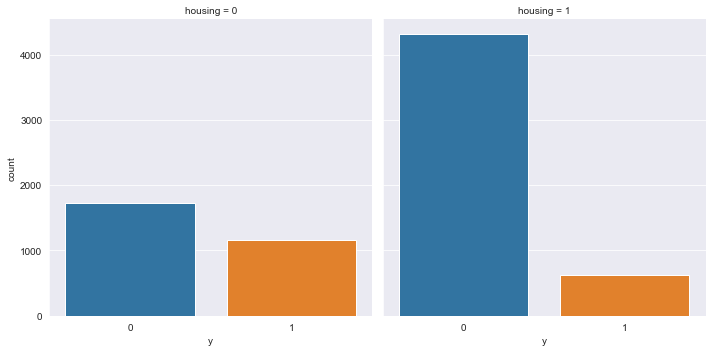 housing = 0
housing = 1
4000
3000
2000
1000
0
count
0
1
0
1
y
y